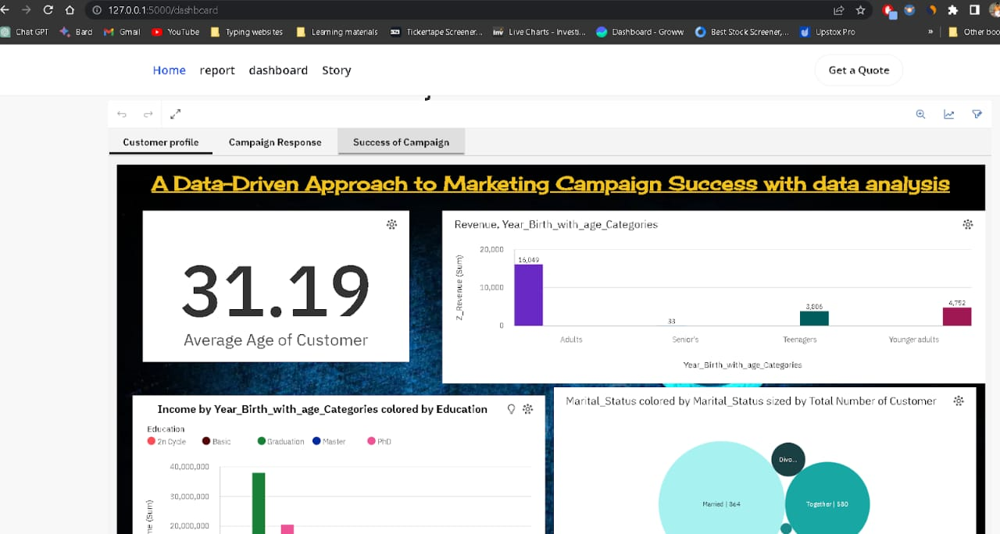 127.0.0.1:5000/dashboard
Chat GPT Bard Gmail YouTube Typing websites Learning materials Tickertape Screener,... Live Charts - Investi... Dashboard - Groww Best Stock Screener,... Upstox Pro » Other boo
Home report dashboard Story Get a Quote
Customer profile Campaign Response Success of Campaign
A Data-Driven Approach to Marketing Campaign Success with data analysis
31.19
Average Age of Customer
Revenue, Year_Birth_with_age_Categories
Z_Revenue (Sum)
20,000
10,000
0
16,049
33
3,806
4,752
Adults Senior's Teenagers Younger adults
Year_Birth_with_age_Categories
Income by Year_Birth_with_age_Categories colored by Education
Education
2n Cycle Basic Graduation Master PhD
40,000,000
30,000,000
20,000,000
me (Sum)
Marital_Status colored by Marital_Status sized by Total Number of Customer
Divo...
Married | 864
Together | 580